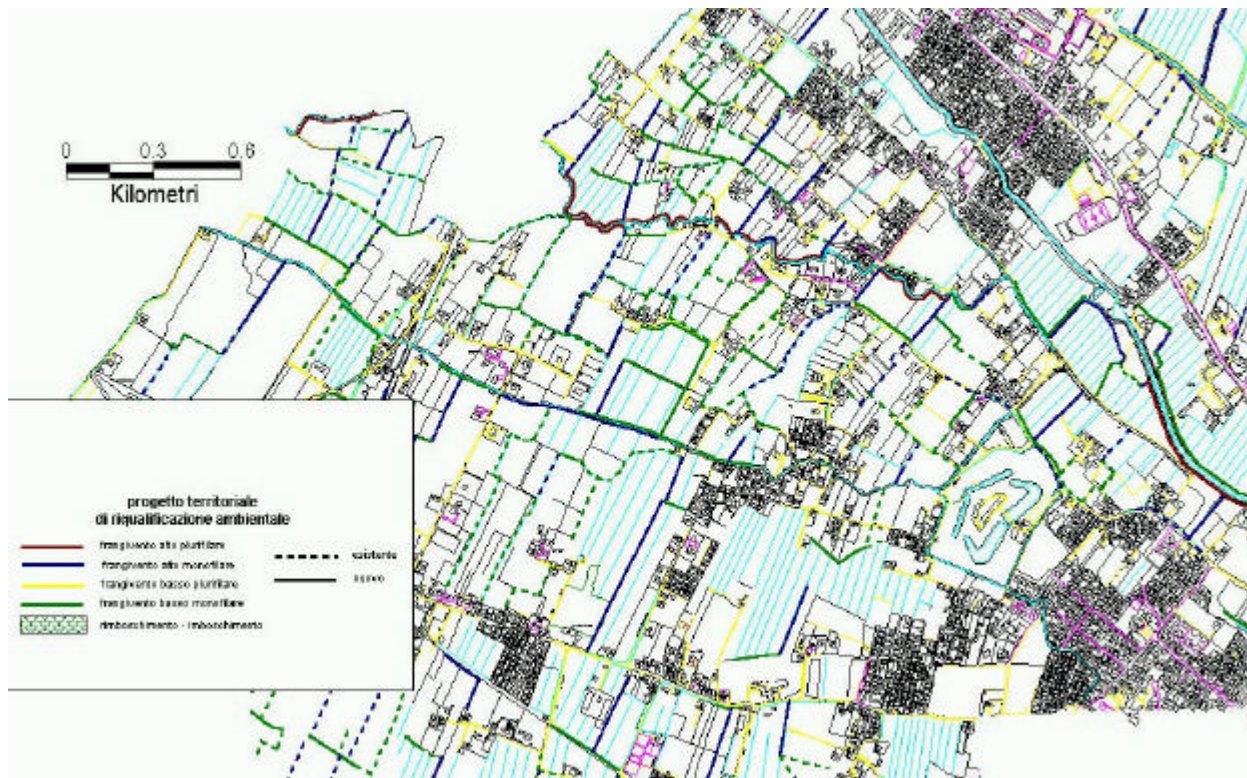 0 0.3 0.6
Kilometri
progetto territoriale
di riqualificazione ambientale
frangivento alto plurifilare
frangivento alto monofilare
frangivento basso plurifilare
frangivento basso monofilare
rimboschimento - imboschimento
esistente
nuovo